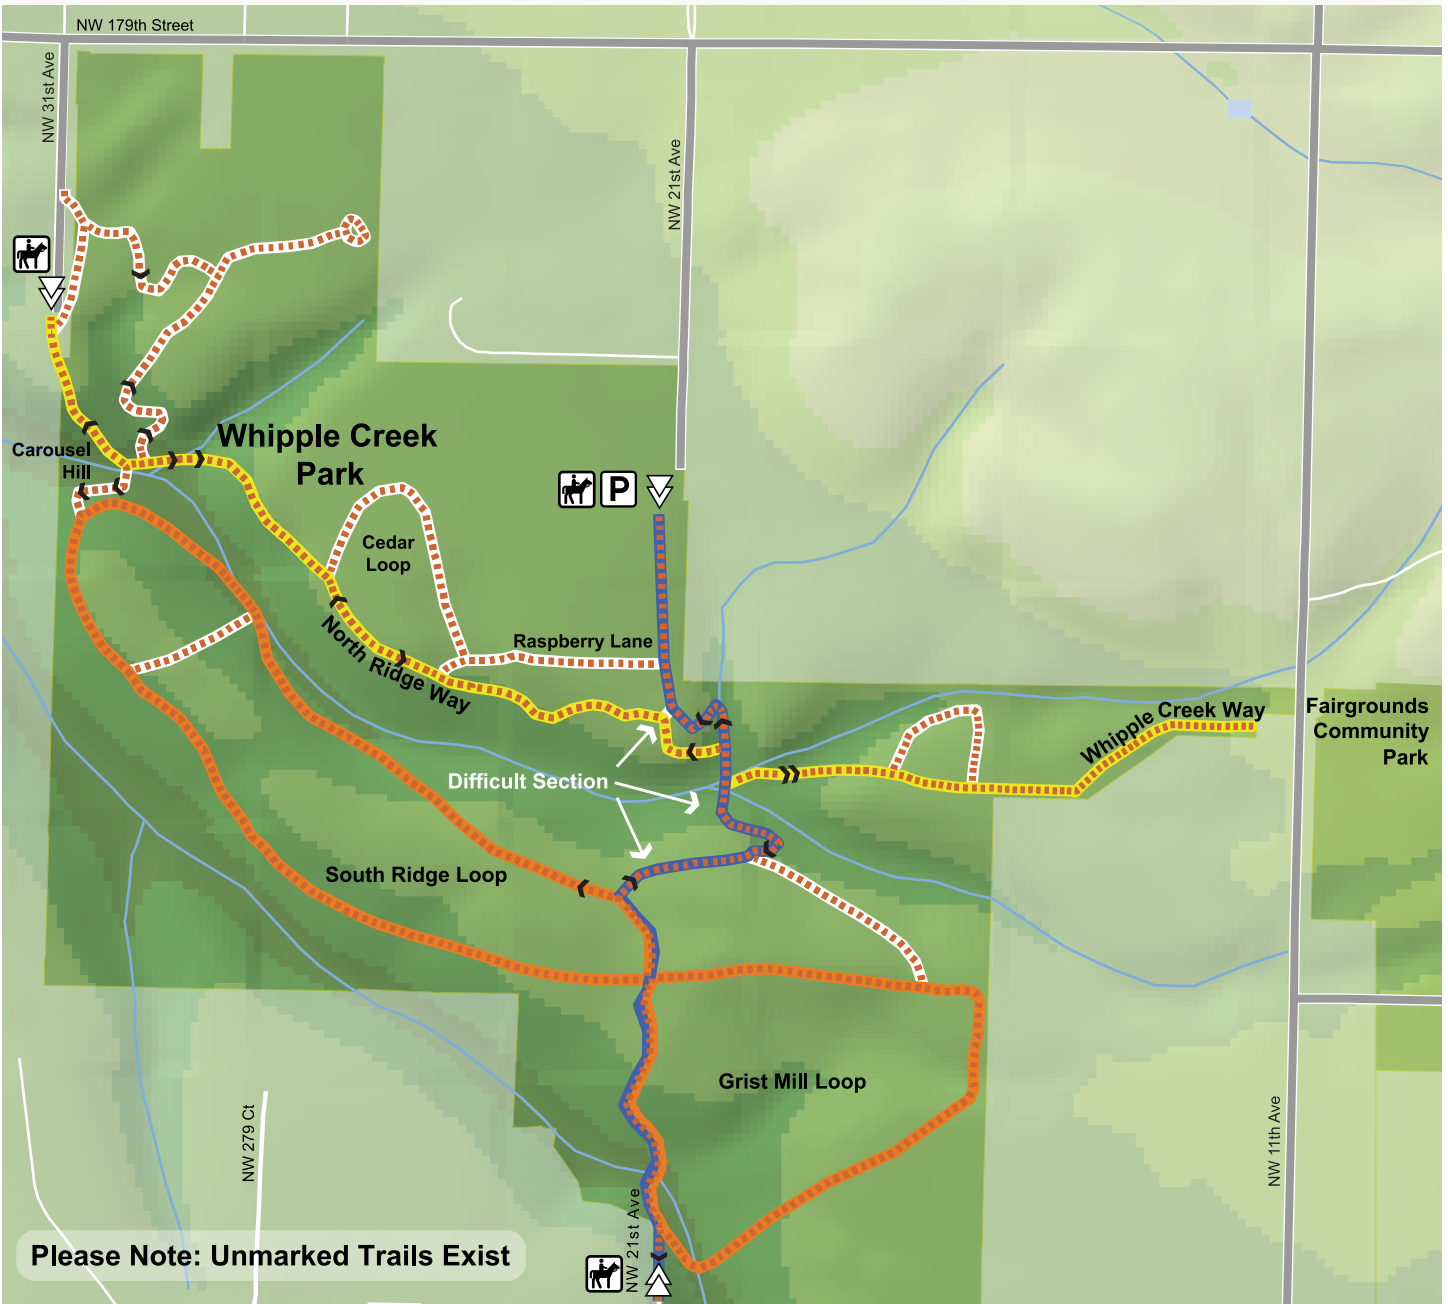 NW 179th Street
NW 31st Ave
NW 21st Ave
Whipple Creek
Park
Carousel
Hill
P
Cedar
Loop
Raspberry Lane
North Ridge Way
Whipple Creek Way
Fairgrounds
Community
Park
Difficult Section
South Ridge Loop
Grist Mill Loop
NW 279 Ct
NW 11th Ave
NW 21st Ave
Please Note: Unmarked Trails Exist